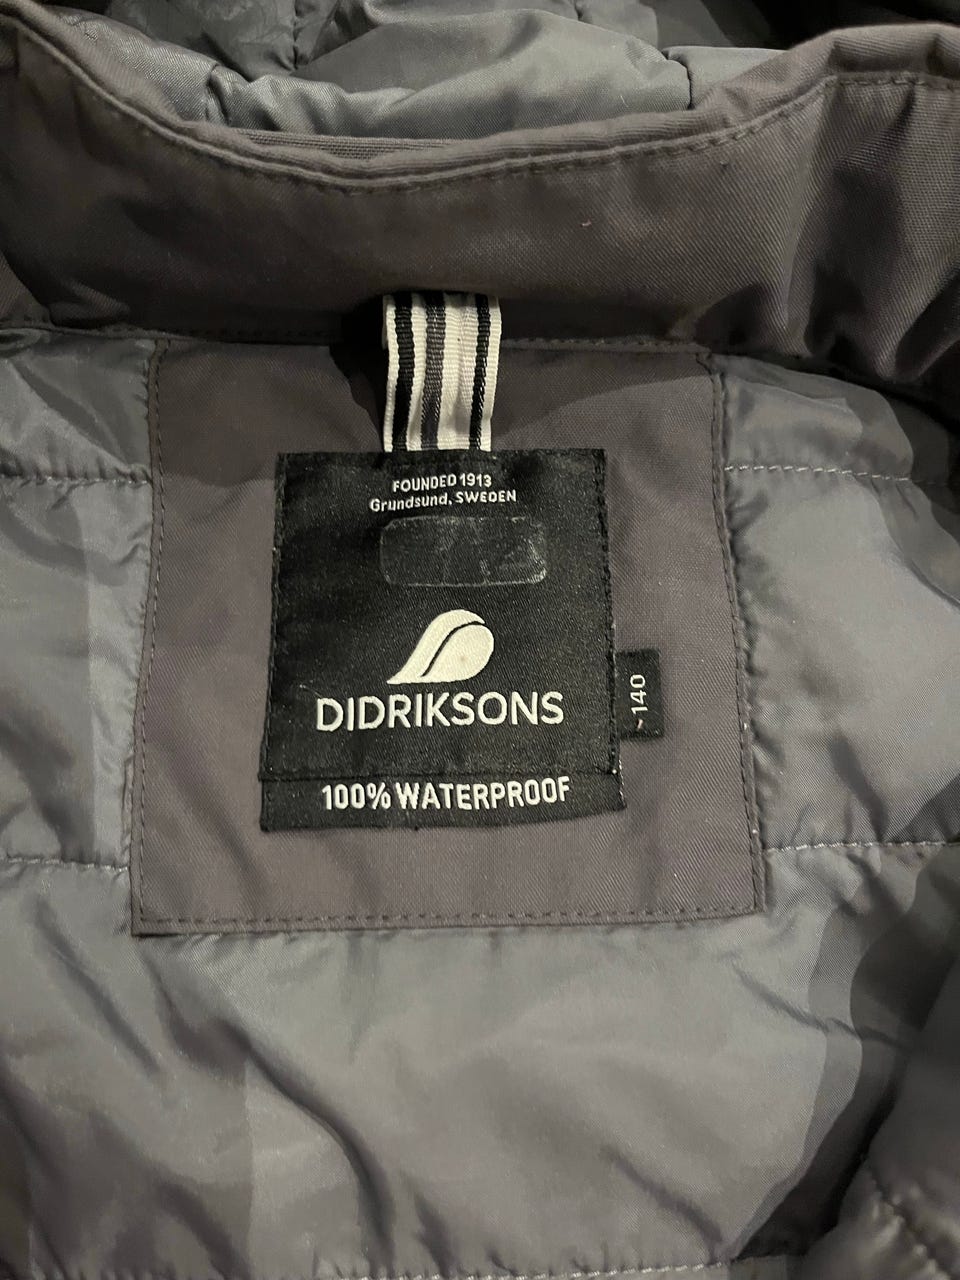 FOUNDED 1913
Grundsund, SWEDEN
DIDRIKSONS
140
100% WATERPROOF